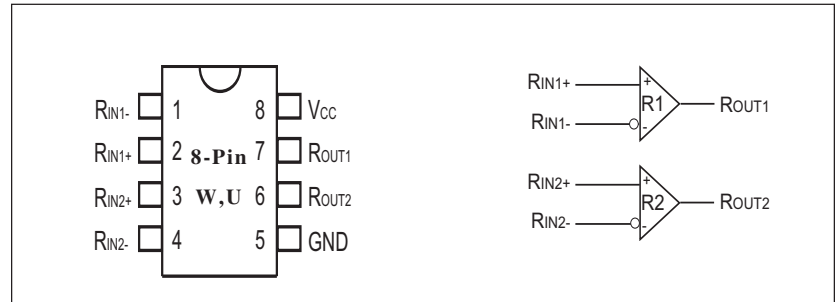 RIN1- 1 8 VCC
RIN1+ 2 8-Pin 7 ROUT1
RIN2+ 3 W,U 6 ROUT2
RIN2- 4 5 GND
RIN1+ +
R1 ROUT1
RIN1- -
RIN2+ +
R2 ROUT2
RIN2- -